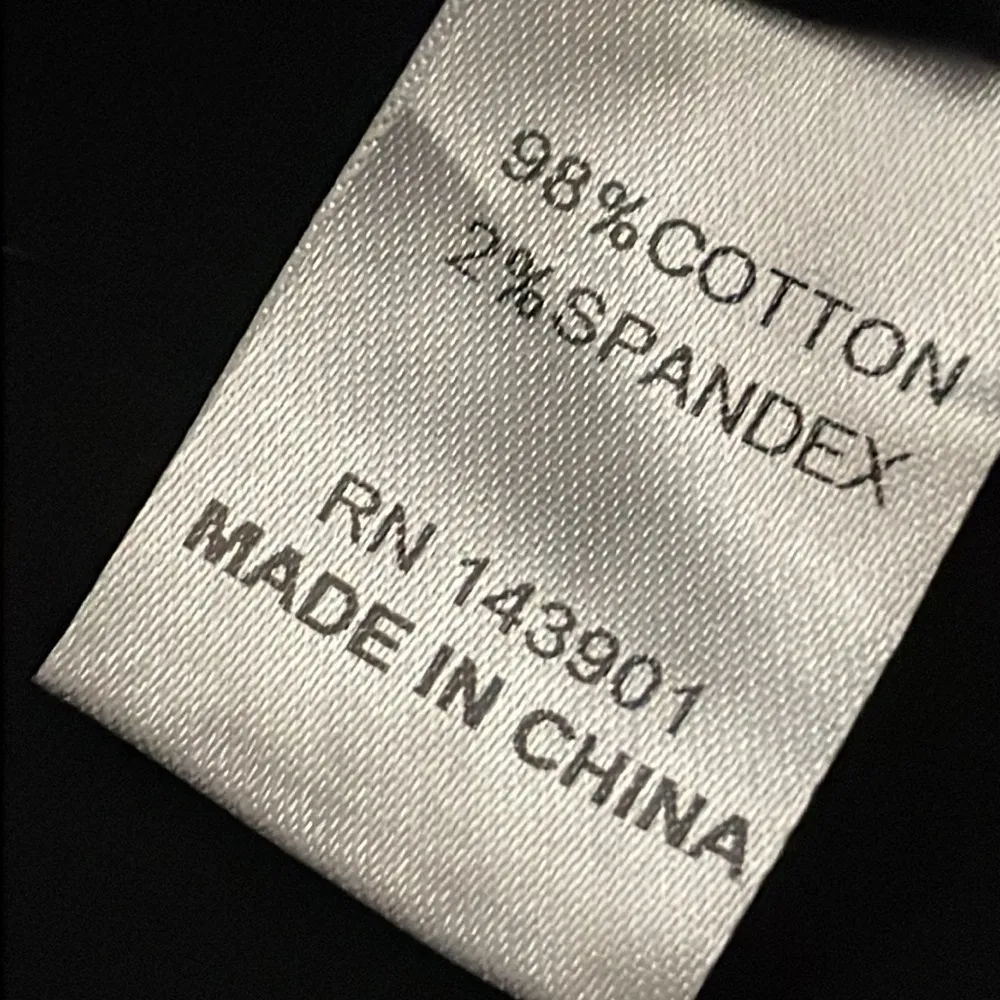 98%COTTON
2%SPANDEX
RN 143901
MADE IN CHINA